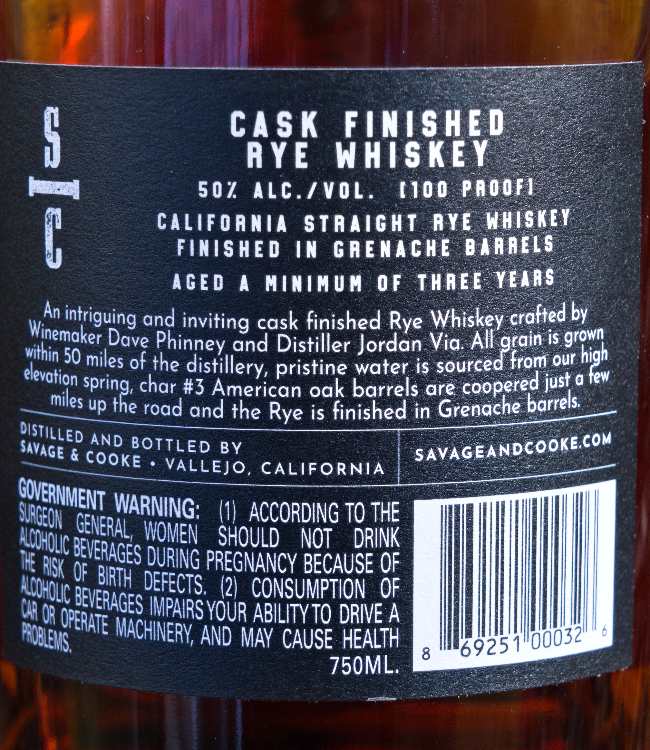 S
C
CASK FINISHED
RYE WHISKEY
50% ALC./VOL. [100 PROOF]
CALIFORNIA STRAIGHT RYE WHISKEY
FINISHED IN GRENACHE BARRELS
AGED A MINIMUM OF THREE YEARS
An intriguing and inviting cask finished Rye Whiskey crafted by
Winemaker Dave Phinney and Distiller Jordan Via. All grain is grown
within 50 miles of the distillery, pristine water is sourced from our high
elevation spring, char #3 American oak barrels are coopered just a few
miles up the road and the Rye is finished in Grenache barrels.
DISTILLED AND BOTTLED BY
SAVAGE & COOKE • VALLEJO, CALIFORNIA
SAVAGEANDCOOKE.COM
GOVERNMENT WARNING: (1) ACCORDING TO THE
SURGEON GENERAL, WOMEN SHOULD NOT DRINK
ALCOHOLIC BEVERAGES DURING PREGNANCY BECAUSE OF
THE RISK OF BIRTH DEFECTS. (2) CONSUMPTION OF
ALCOHOLIC BEVERAGES IMPAIRS YOUR ABILITY TO DRIVE A
CAR OR OPERATE MACHINERY, AND MAY CAUSE HEALTH
PROBLEMS.
750ML.
8 69251 00032 6